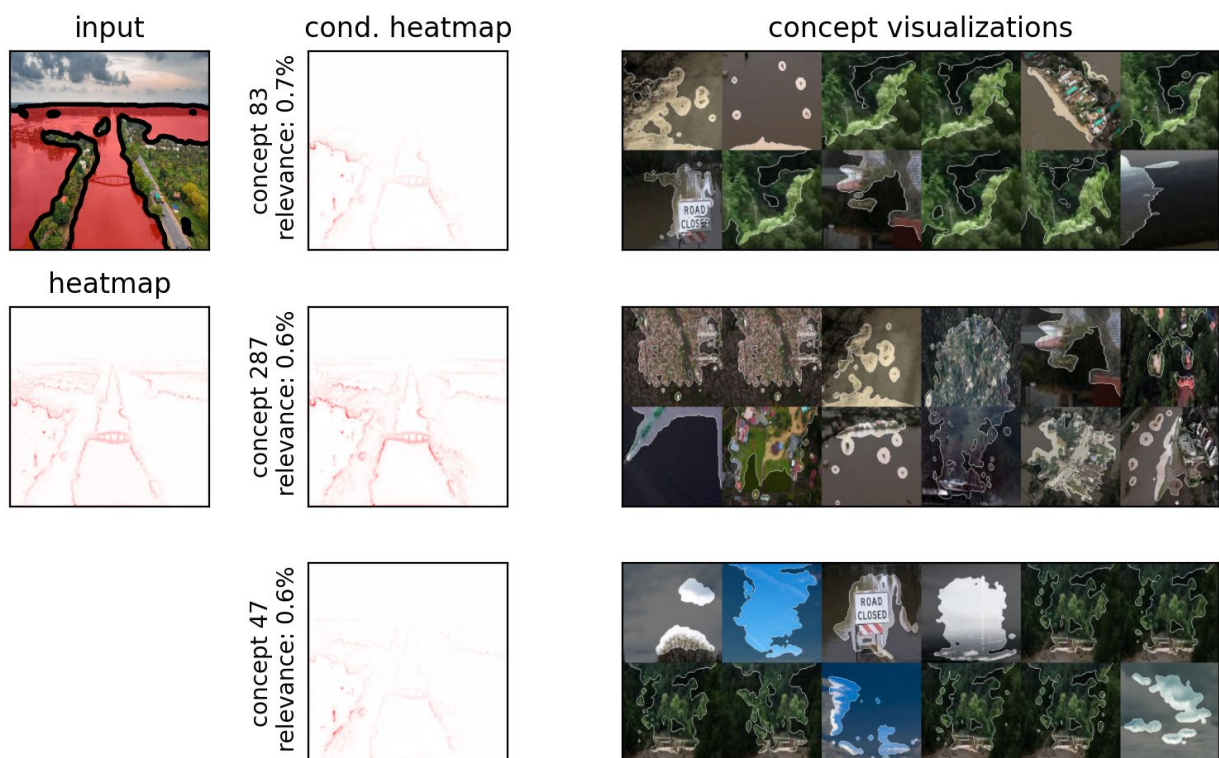 input
cond. heatmap
concept visualizations
concept 83
relevance: 0.7%
ROAD
CLOSED
heatmap
concept 287
relevance: 0.6%
concept 47
relevance: 0.6%
ROAD
CLOSED